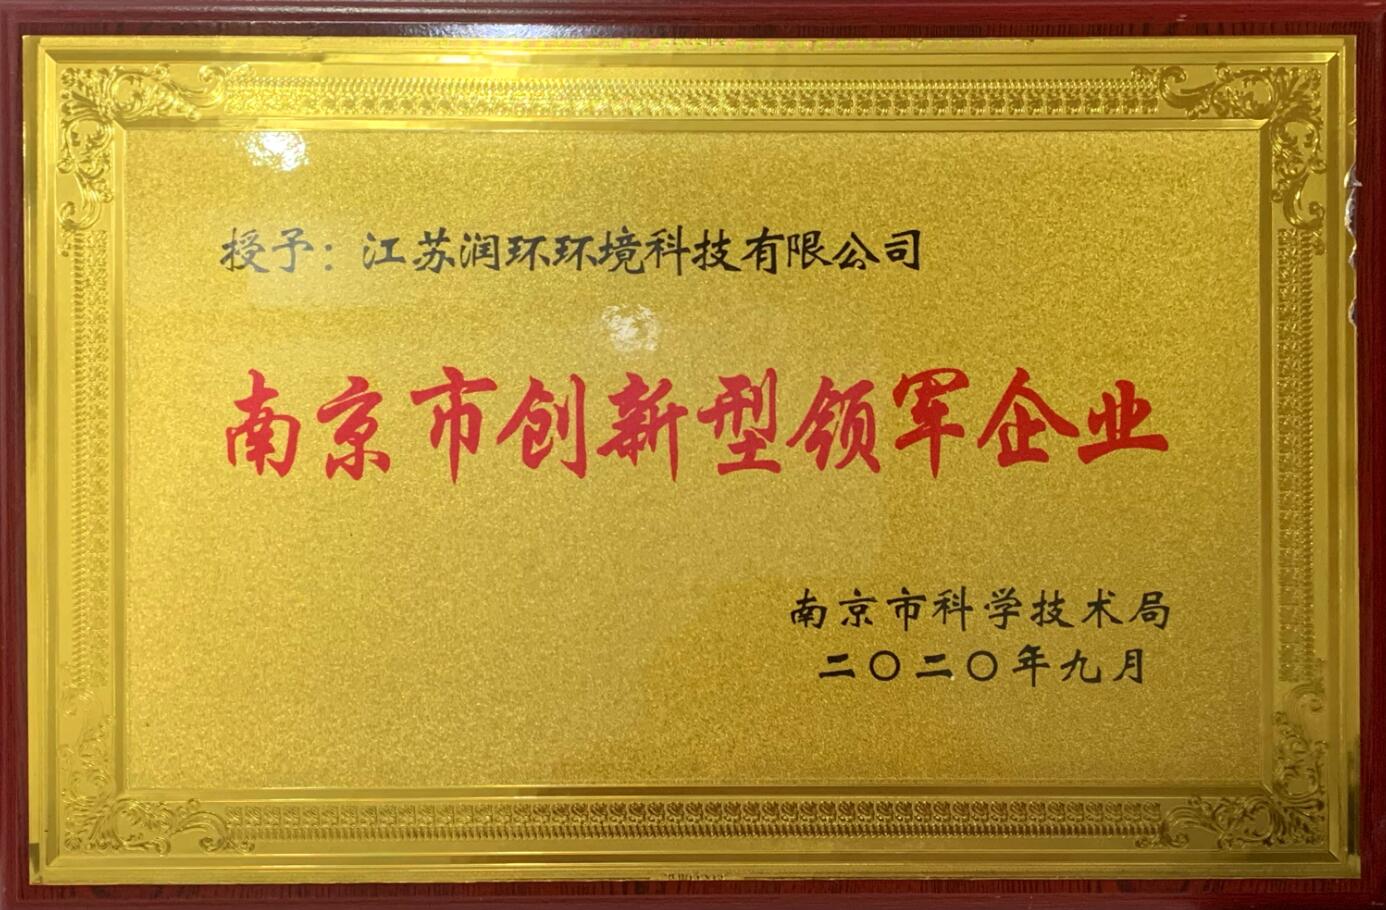 授予：江苏润环环境科技有限公司
南京市创新型领军企业
南京市科学技术局
二〇二〇年九月